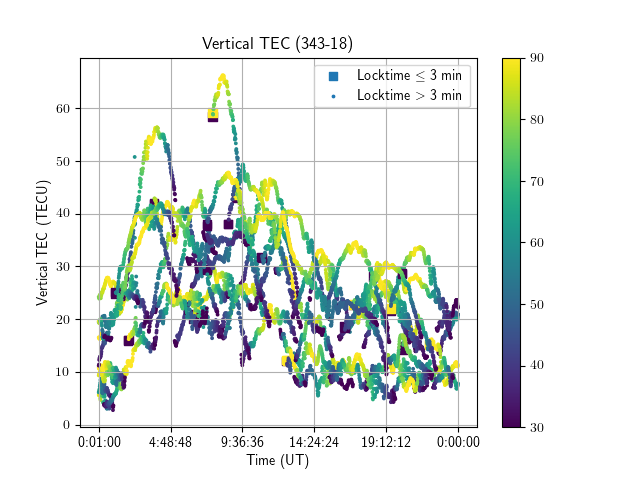 Vertical TEC (343-18)
Locktime ≤ 3 min
Locktime > 3 min
Vertical TEC (TECU)
60
50
40
30
20
10
0
0:01:00 4:48:48 9:36:36 14:24:24 19:12:12 0:00:00
Time (UT)
90
80
70
60
50
40
30